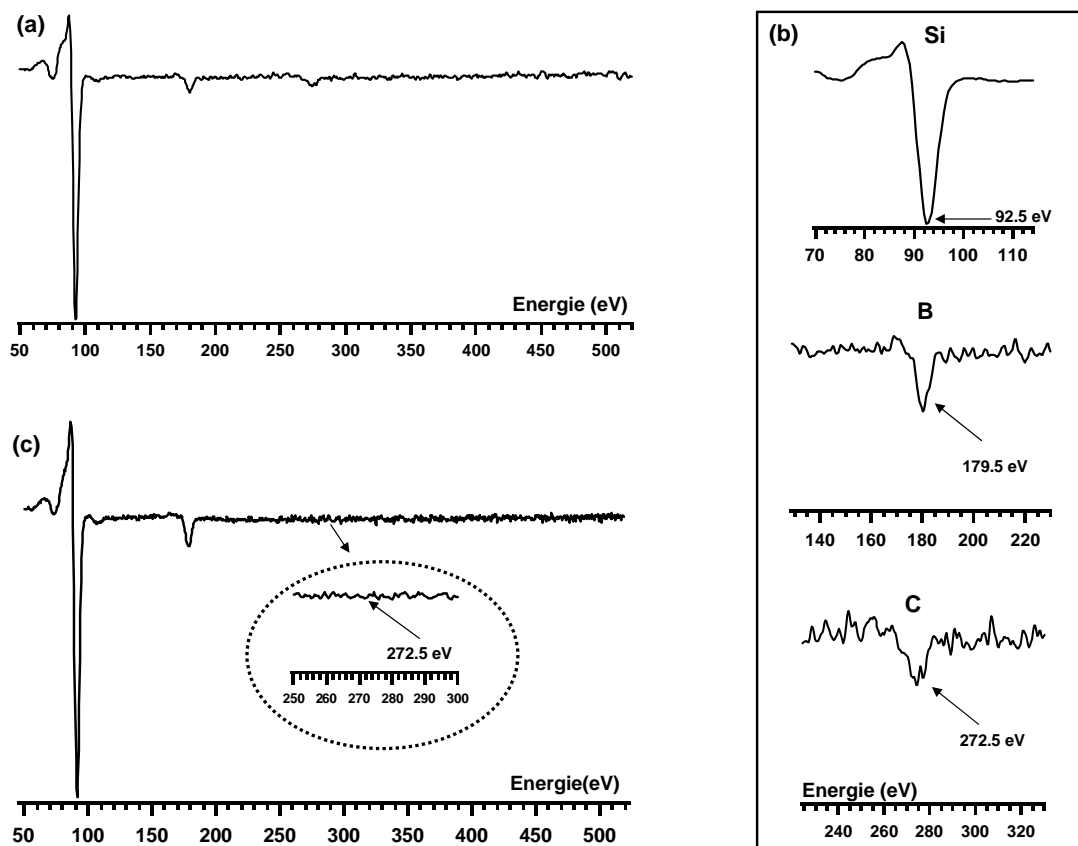 (a)
Energie (eV)
50 100 150 200 250 300 350 400 450 500
(b)
Si
92.5 eV
70 80 90 100 110
B
179.5 eV
140 160 180 200 220
C
272.5 eV
Energie (eV)
240 260 280 300 320
(c)
272.5 eV
250 260 270 280 290 300
Energie(eV)
50 100 150 200 250 300 350 400 450 500